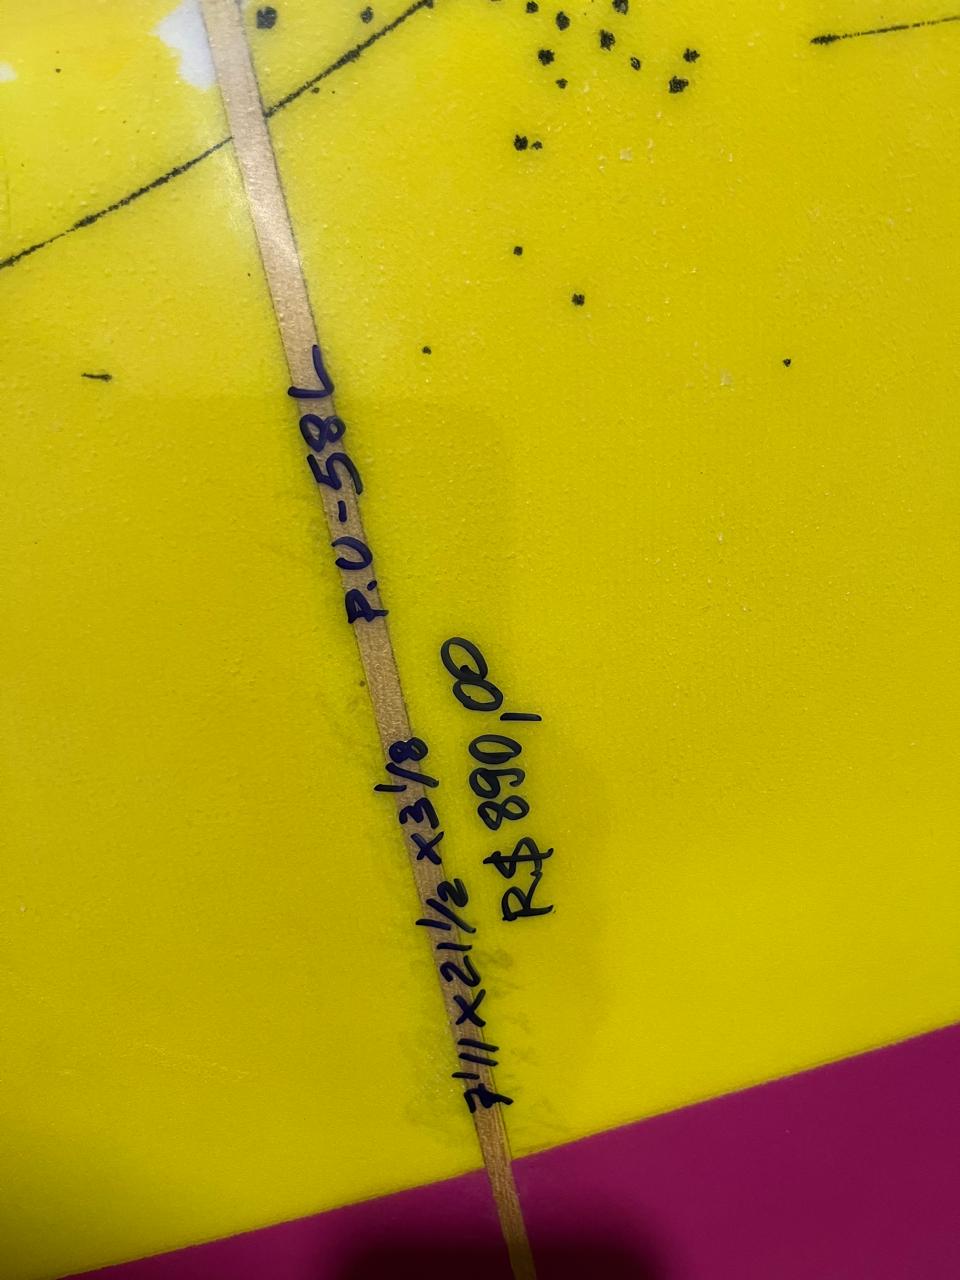 7'11 x 21 1/2 x 3 1/8 P.U - 58L
R$ 890,00